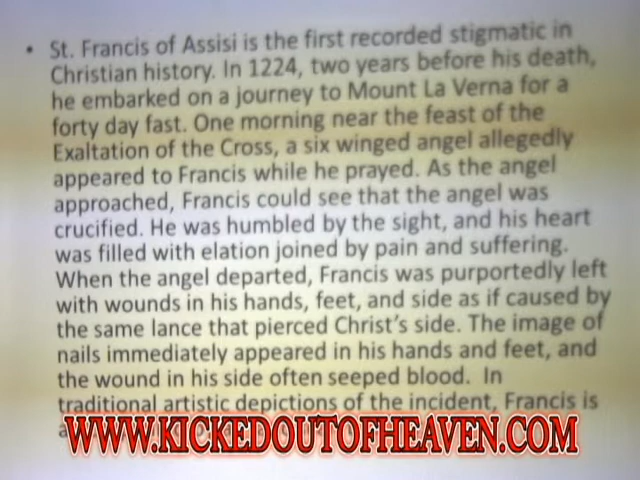 • St. Francis of Assisi is the first recorded stigmatic in
Christian history. In 1224, two years before his death,
he embarked on a journey to Mount La Verna for a
forty day fast. One morning near the feast of the
Exaltation of the Cross, a six winged angel allegedly
appeared to Francis while he prayed. As the angel
approached, Francis could see that the angel was
crucified. He was humbled by the sight, and his heart
was filled with elation joined by pain and suffering.
When the angel departed, Francis was purportedly left
with wounds in his hands, feet, and side as if caused by
the same lance that pierced Christ's side. The image of
nails immediately appeared in his hands and feet, and
the wound in his side often seeped blood. In
traditional artistic depictions of the incident, Francis is
WWW.KICKEDOUTOFHEAVEN.COM